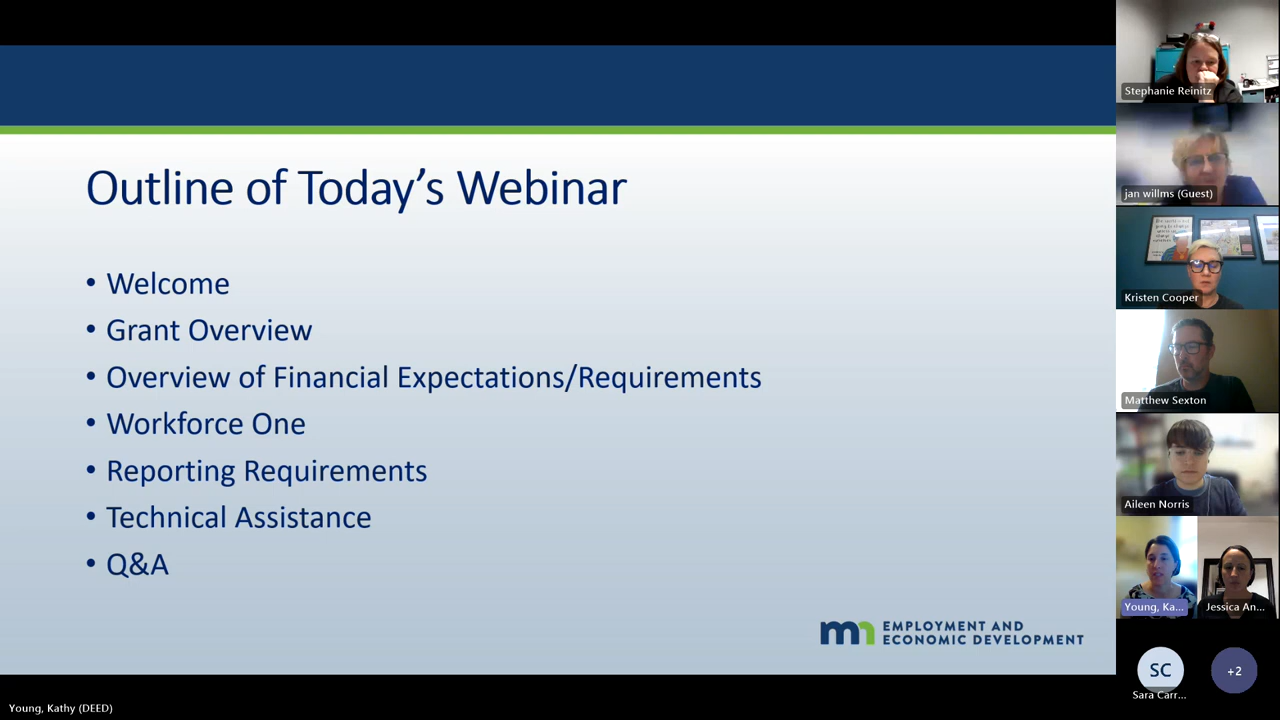 Outline of Today's Webinar
• Welcome
• Grant Overview
• Overview of Financial Expectations/Requirements
• Workforce One
• Reporting Requirements
• Technical Assistance
• Q&A
mn EMPLOYMENT AND
ECONOMIC DEVELOPMENT
Young, Kathy (DEED)
Stephanie Reinitz
jan willms (Guest)
Kristen Cooper
Matthew Sexton
Aileen Norris
Young, Ka...
Jessica An...
SC
+2
Sara Carr...